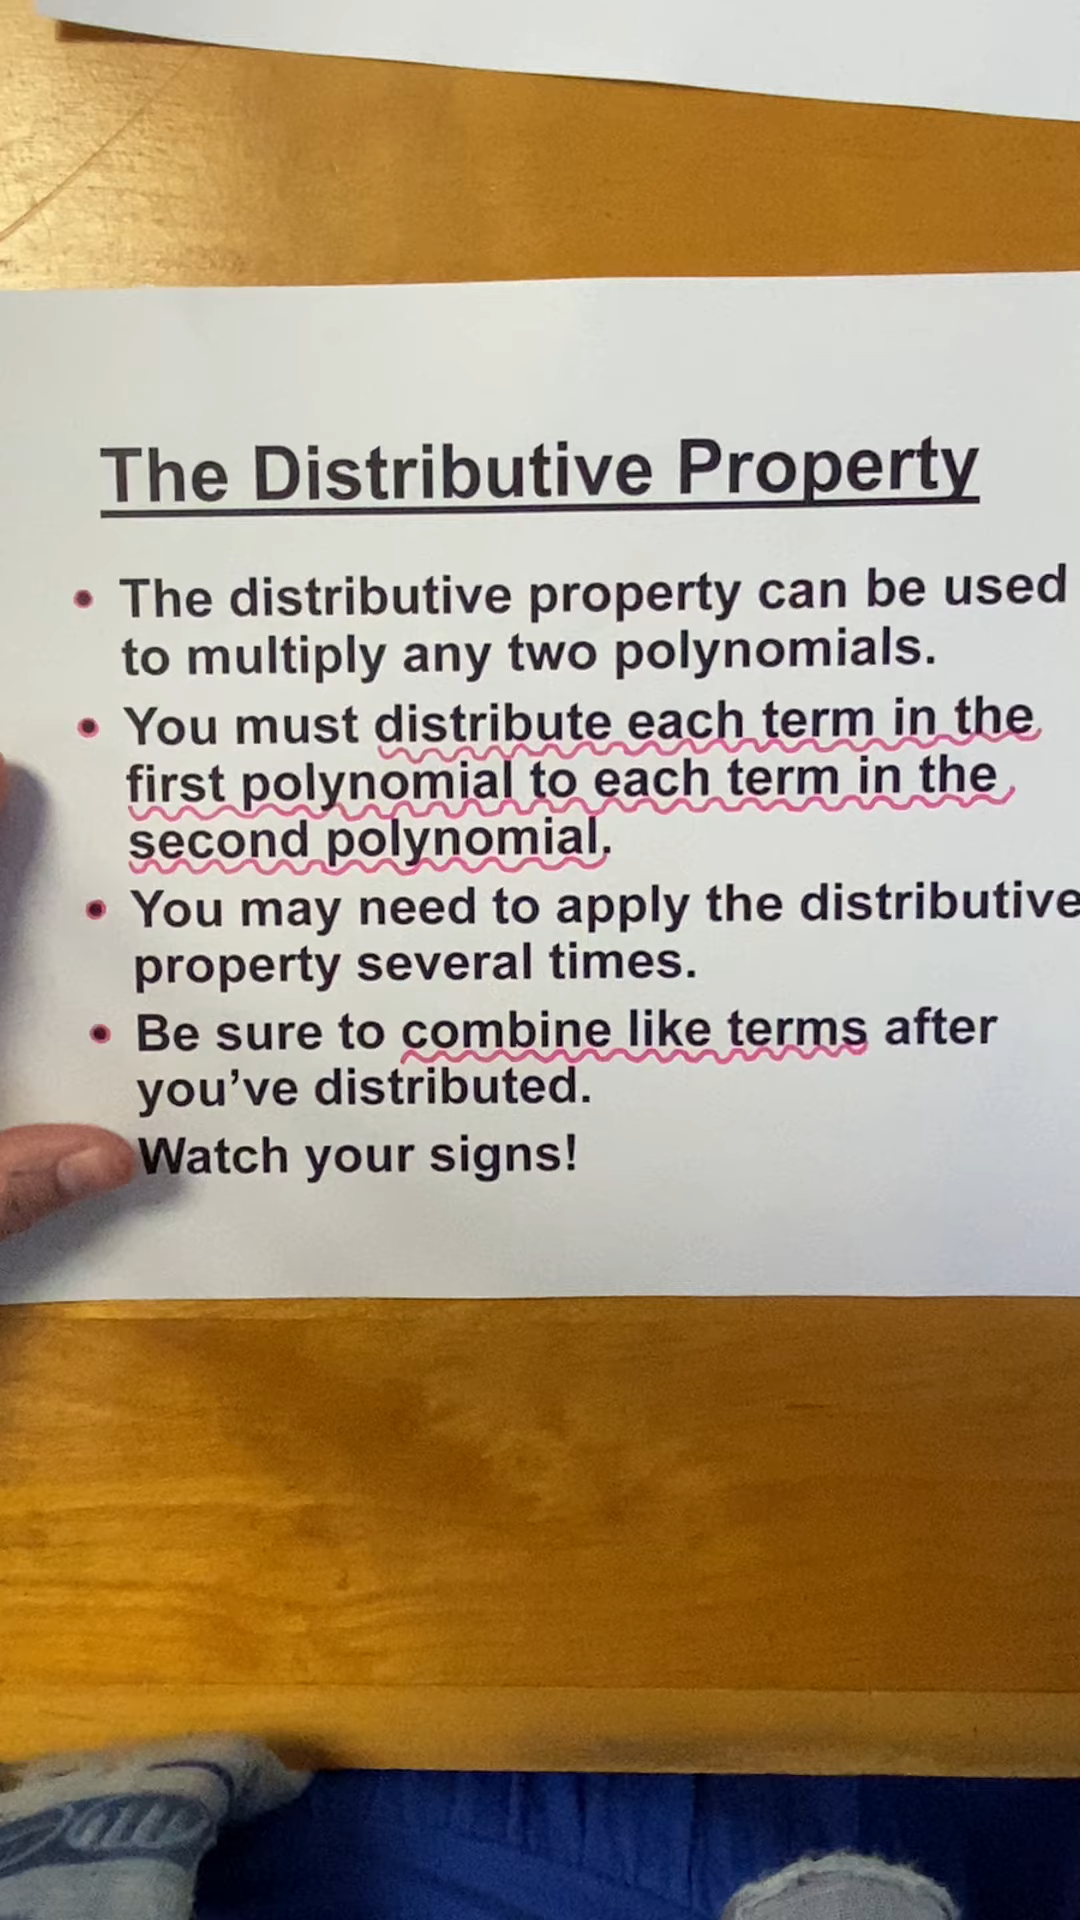 The Distributive Property
• The distributive property can be used
to multiply any two polynomials.
• You must distribute each term in the
first polynomial to each term in the
second polynomial.
• You may need to apply the distributive
property several times.
• Be sure to combine like terms after
you've distributed.
Watch your signs!